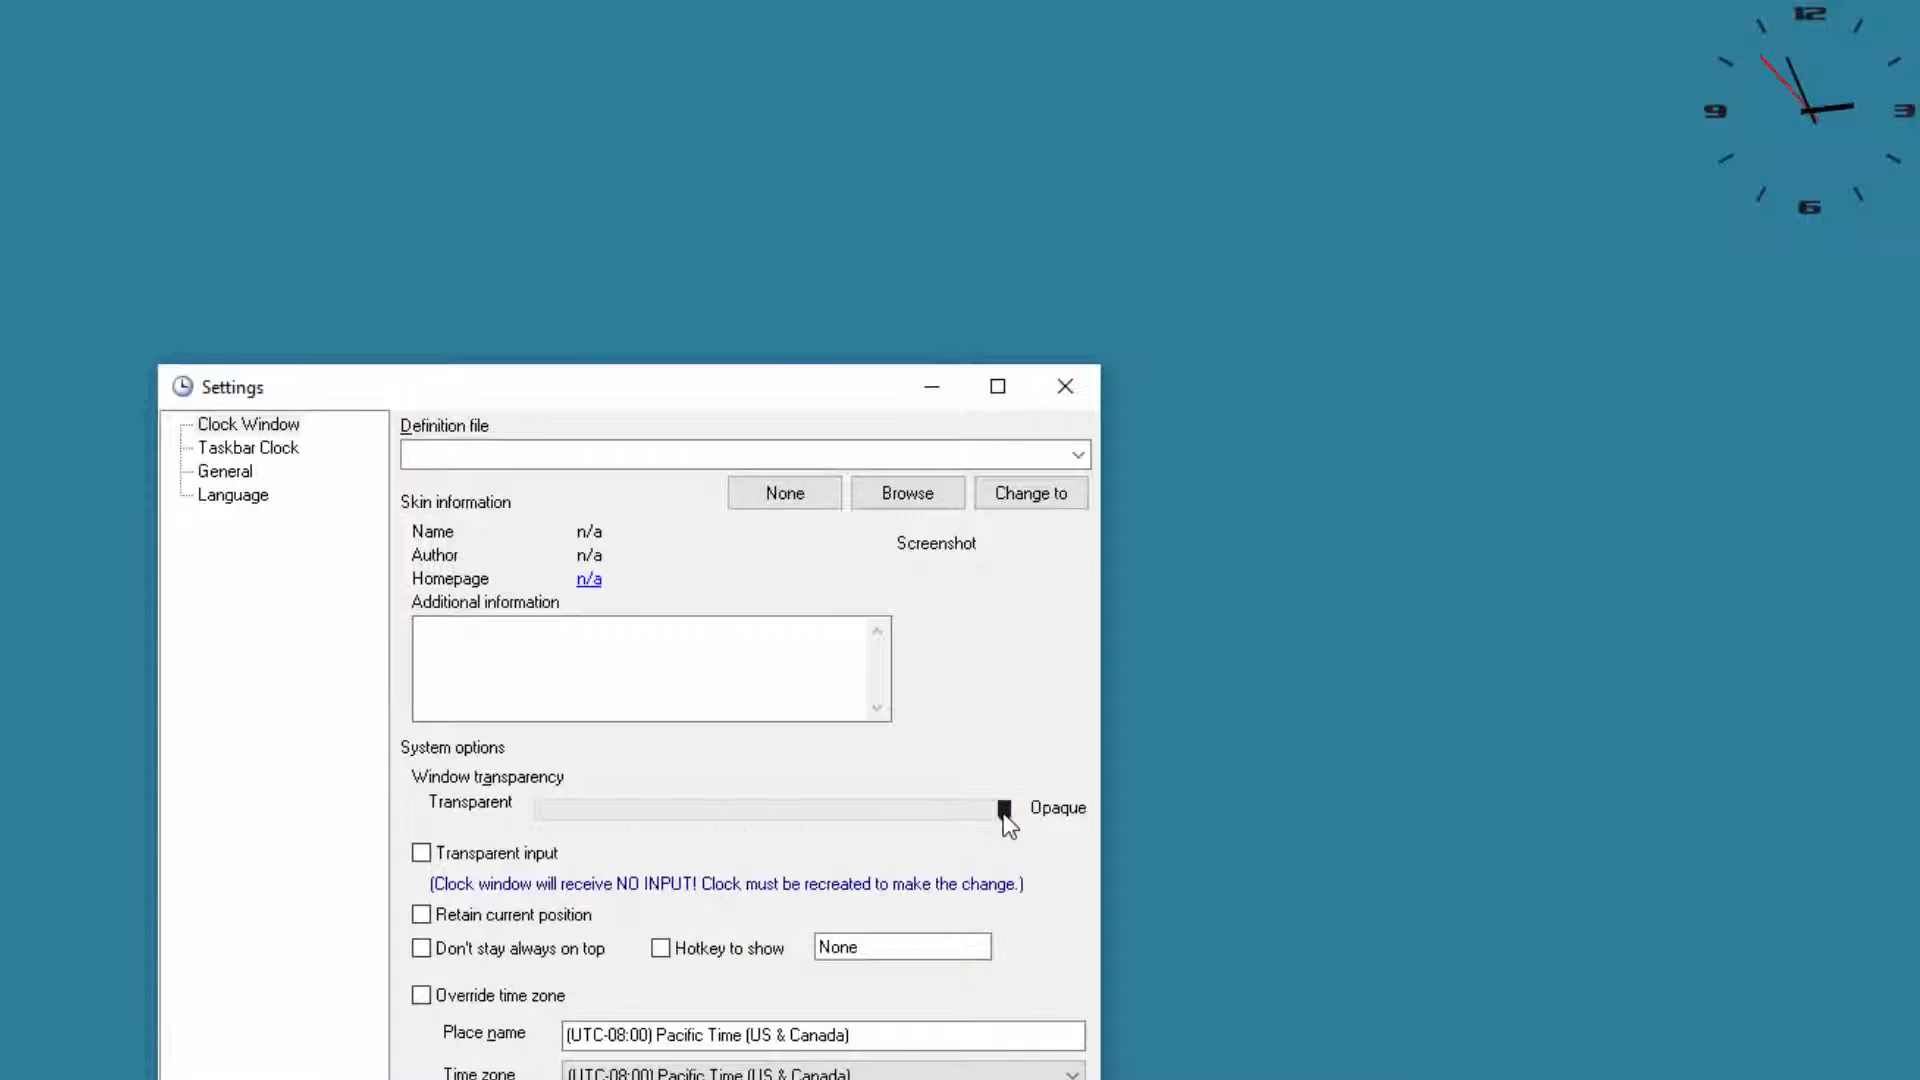 12
9
3
6
Settings
Clock Window
Taskbar Clock
General
Language
Definition file
None
Browse
Change to
Skin information
Name n/a
Author n/a
Homepage n/a
Screenshot
Additional information
System options
Window transparency
Transparent
Opaque
Transparent input
(Clock window will receive NO INPUT! Clock must be recreated to make the change.)
Retain current position
Don't stay always on top
Hotkey to show
None
Override time zone
Place name
(UTC-08:00) Pacific Time (US & Canada)
Time zone
(UTC-08:00) Pacific Time (US & Canada)